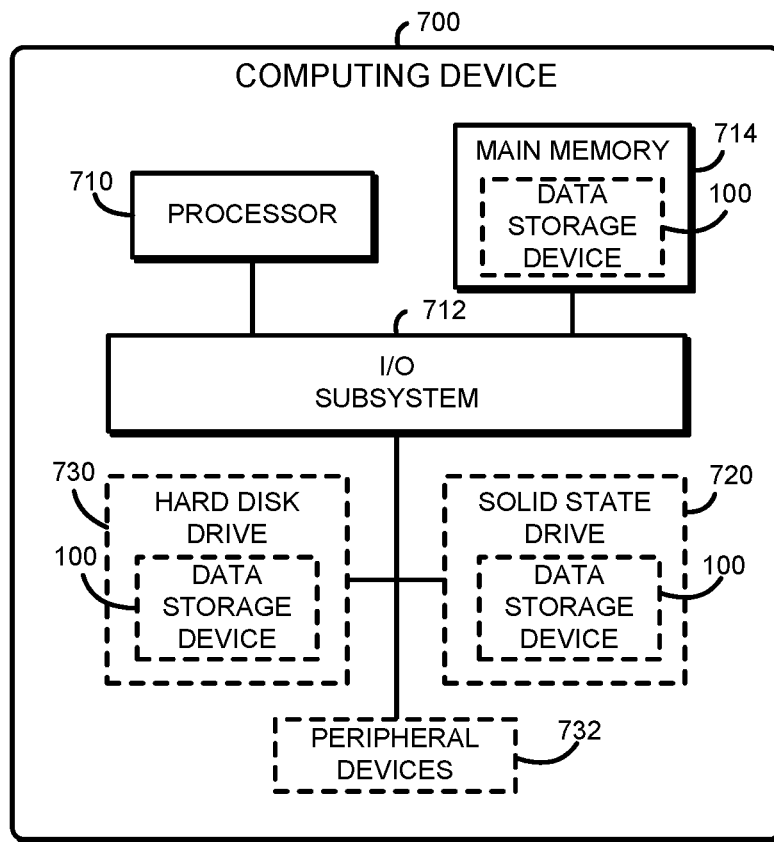 700
COMPUTING DEVICE
710
PROCESSOR
MAIN MEMORY
714
DATA
STORAGE
DEVICE
100
712
I/O
SUBSYSTEM
730
HARD DISK
DRIVE
100
DATA
STORAGE
DEVICE
SOLID STATE
DRIVE
720
DATA
STORAGE
DEVICE
100
PERIPHERAL
DEVICES
732